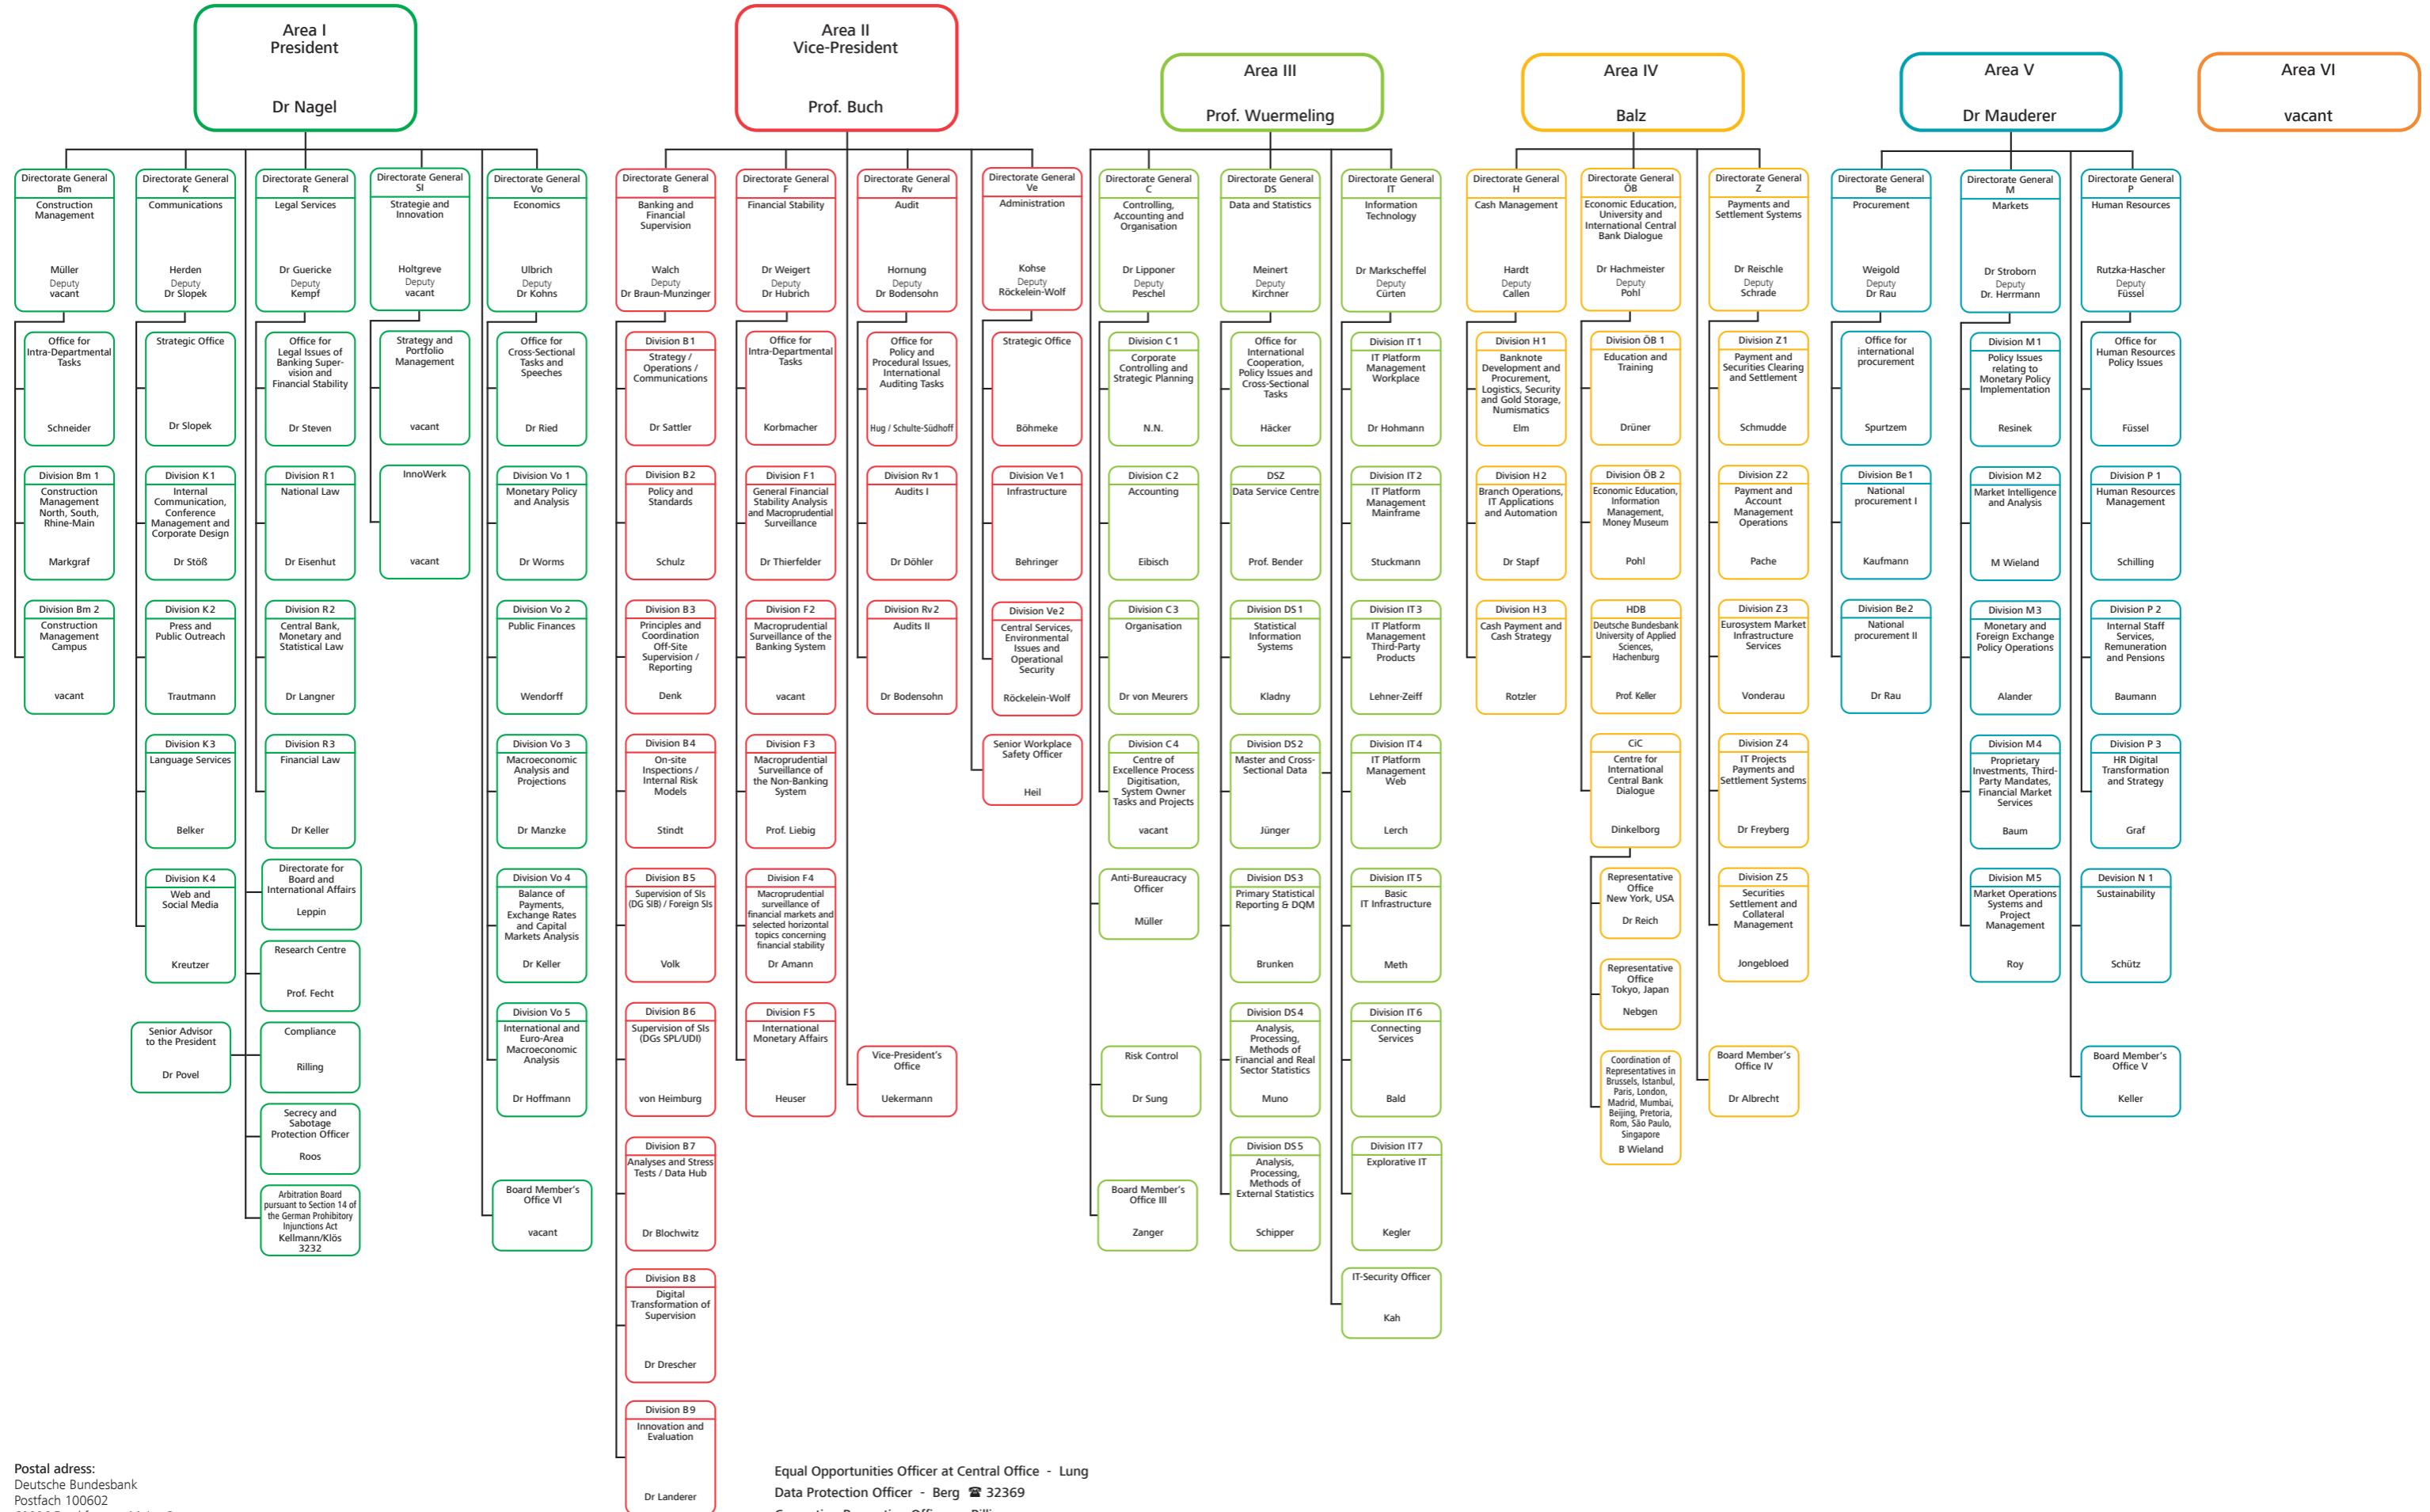 Area I
President
Dr Nagel
Area II
Vice-President
Prof. Buch
Area III
Prof. Wuermeling
Area IV
Balz
Area V
Dr Mauderer
Area VI
vacant
Directorate General
Bm
Construction
Management
Müller
Deputy
vacant
Office for
Intra-Departmental
Tasks
Schneider
Division Bm 1
Construction
Management
North, South,
Rhine-Main
Markgraf
Division Bm 2
Construction
Management
Campus
vacant
Directorate General
K
Communications
Herden
Deputy
Dr Slopek
Strategic Office
Dr Slopek
Division K 1
Internal
Communication,
Conference
Management and
Corporate Design
Dr Stöß
Division K 2
Press and
Public Outreach
Trautmann
Division K 3
Language Services
Belker
Division K 4
Web and
Social Media
Kreutzer
Senior Advisor
to the President
Dr Povel
Directorate General
R
Legal Services
Dr Guericke
Deputy
Kempf
Office for
Legal Issues of
Banking Super-
vision and
Financial Stability
Dr Steven
Division R 1
National Law
Dr Eisenhut
Division R 2
Central Bank,
Monetary and
Statistical Law
Dr Langner
Division R 3
Financial Law
Dr Keller
Directorate for
Board and
International Affairs
Leppin
Research Centre
Prof. Fecht
Compliance
Rilling
Secrecy and
Sabotage
Protection Officer
Roos
Arbitration Board
pursuant to Section 14 of
the German Prohibitory
Injunctions Act
Kellmann/Klös
3232
Directorate General
SI
Strategie and
Innovation
Holtgreve
Deputy
vacant
Strategy and
Portfolio
Management
vacant
InnoWerk
vacant
Directorate General
Vo
Economics
Ulbrich
Deputy
Dr Kohns
Office for
Cross-Sectional
Tasks and
Speeches
Dr Ried
Division Vo 1
Monetary Policy
and Analysis
Dr Worms
Division Vo 2
Public Finances
Wendorff
Division Vo 3
Macroeconomic
Analysis and
Projections
Dr Manzke
Division Vo 4
Balance of
Payments,
Exchange Rates
and Capital
Markets Analysis
Dr Keller
Division Vo 5
International and
Euro-Area
Macroeconomic
Analysis
Dr Hoffmann
Board Member's
Office VI
vacant
Directorate General
B
Banking and
Financial
Supervision
Walch
Deputy
Dr Braun-Munzinger
Division B 1
Strategy /
Operations /
Communications
Dr Sattler
Division B 2
Policy and
Standards
Schulz
Division B 3
Principles and
Coordination
Off-Site
Supervision /
Reporting
Denk
Division B 4
On-site
Inspections /
Internal Risk
Models
Stindt
Division B 5
Supervision of SIs
(DG SIB) / Foreign SIs
Volk
Division B 6
Supervision of SIs
(DGs SPL/UDI)
von Heimburg
Division B 7
Analyses and Stress
Tests / Data Hub
Dr Blochwitz
Division B 8
Digital
Transformation of
Supervision
Dr Drescher
Division B 9
Innovation and
Evaluation
Dr Landerer
Directorate General
F
Financial Stability
Dr Weigert
Deputy
Dr Hubrich
Office for
Intra-Departmental
Tasks
Korbmacher
Division F 1
General Financial
Stability Analysis
and Macroprudential
Surveillance
Dr Thierfelder
Division F 2
Macroprudential
Surveillance of the
Banking System
vacant
Division F 3
Macroprudential
Surveillance of
the Non-Banking
System
Prof. Liebig
Division F 4
Macroprudential
surveillance of
financial markets and
selected horizontal
topics concerning
financial stability
Dr Amann
Division F 5
International
Monetary Affairs
Heuser
Directorate General
Rv
Audit
Hornung
Deputy
Dr Bodensohn
Office for
Policy and
Procedural Issues,
International
Auditing Tasks
Hug / Schulte-Südhoff
Division Rv 1
Audits I
Dr Döhler
Division Rv 2
Audits II
Dr Bodensohn
Vice-President's
Office
Uekermann
Directorate General
Ve
Administration
Kohse
Deputy
Röckelein-Wolf
Strategic Office
Böhmeke
Division Ve 1
Infrastructure
Behringer
Division Ve 2
Central Services,
Environmental
Issues and
Operational
Security
Röckelein-Wolf
Senior Workplace
Safety Officer
Heil
Directorate General
C
Controlling,
Accounting and
Organisation
Dr Lipponer
Deputy
Peschel
Division C 1
Corporate
Controlling and
Strategic Planning
N.N.
Division C 2
Accounting
Eibisch
Division C 3
Organisation
Dr von Meurers
Division C 4
Centre of
Excellence Process
Digitisation,
System Owner
Tasks and Projects
vacant
Anti-Bureaucracy
Officer
Müller
Risk Control
Dr Sung
Board Member's
Office III
Zanger
Directorate General
DS
Data and Statistics
Meinert
Deputy
Kirchner
Office for
International
Cooperation,
Policy Issues and
Cross-Sectional
Tasks
Häcker
DSZ
Data Service Centre
Prof. Bender
Division DS 1
Statistical
Information
Systems
Kladny
Division DS 2
Master and Cross-
Sectional Data
Jünger
Division DS 3
Primary Statistical
Reporting & DQM
Brunken
Division DS 4
Analysis,
Processing,
Methods of
Financial and Real
Sector Statistics
Muno
Division DS 5
Analysis,
Processing,
Methods of
External Statistics
Schipper
Directorate General
IT
Information
Technology
Dr Markscheffel
Deputy
Cürten
Division IT 1
IT Platform
Management
Workplace
Dr Hohmann
Division IT 2
IT Platform
Management
Mainframe
Stuckmann
Division IT 3
IT Platform
Management
Third-Party
Products
Lehner-Zeiff
Division IT 4
IT Platform
Management
Web
Lerch
Division IT 5
Basic
IT Infrastructure
Meth
Division IT 6
Connecting
Services
Bald
Division IT 7
Explorative IT
Kegler
IT-Security Officer
Kah
Directorate General
H
Cash Management
Hardt
Deputy
Callen
Division H 1
Banknote
Development and
Procurement,
Logistics, Security
and Gold Storage,
Numismatics
Elm
Division H 2
Branch Operations,
IT Applications
and Automation
Dr Stapf
Division H 3
Cash Payment and
Cash Strategy
Rotzler
Directorate General
ÖB
Economic Education,
University and
International Central
Bank Dialogue
Dr Hachmeister
Deputy
Pohl
Division ÖB 1
Education and
Training
Drüner
Division ÖB 2
Economic Education,
Information
Management,
Money Museum
Pohl
HDB
Deutsche Bundesbank
University of Applied
Sciences,
Hachenburg
Prof. Keller
CiC
Centre for
International
Central Bank
Dialogue
Dinkelborg
Representative
Office
New York, USA
Dr Reich
Representative
Office
Tokyo, Japan
Nebgen
Coordination of
Representatives in
Brussels, Istanbul,
Paris, London,
Madrid, Mumbai,
Beijing, Pretoria,
Rom, São Paulo,
Singapore
B Wieland
Directorate General
Z
Payments and
Settlement Systems
Dr Reischle
Deputy
Schrade
Division Z 1
Payment and
Securities Clearing
and Settlement
Schmudde
Division Z 2
Payment and
Account
Management
Operations
Pache
Division Z 3
Eurosystem Market
Infrastructure
Services
Vonderau
Division Z 4
IT Projects
Payments and
Settlement Systems
Dr Freyberg
Division Z 5
Securities
Settlement and
Collateral
Management
Jongebloed
Board Member's
Office IV
Dr Albrecht
Directorate General
Be
Procurement
Weigold
Deputy
Dr Rau
Office for
international
procurement
Spurtzem
Division Be 1
National
procurement I
Kaufmann
Division Be 2
National
procurement II
Dr Rau
Directorate General
M
Markets
Dr Stroborn
Deputy
Dr. Herrmann
Division M 1
Policy Issues
relating to
Monetary Policy
Implementation
Resinek
Division M 2
Market Intelligence
and Analysis
M Wieland
Division M 3
Monetary and
Foreign Exchange
Policy Operations
Alander
Division M 4
Proprietary
Investments, Third-
Party Mandates,
Financial Market
Services
Baum
Division M 5
Market Operations
Systems and
Project
Management
Roy
Directorate General
P
Human Resources
Rutzka-Hascher
Deputy
Füssel
Office for
Human Resources
Policy Issues
Füssel
Division P 1
Human Resources
Management
Schilling
Division P 2
Internal Staff
Services,
Remuneration
and Pensions
Baumann
Division P 3
HR Digital
Transformation
and Strategy
Graf
Division N 1
Sustainability
Schütz
Board Member's
Office V
Keller
Postal adress:
Deutsche Bundesbank
Postfach 100602
Equal Opportunities Officer at Central Office - Lung
Data Protection Officer - Berg ☎ 32369